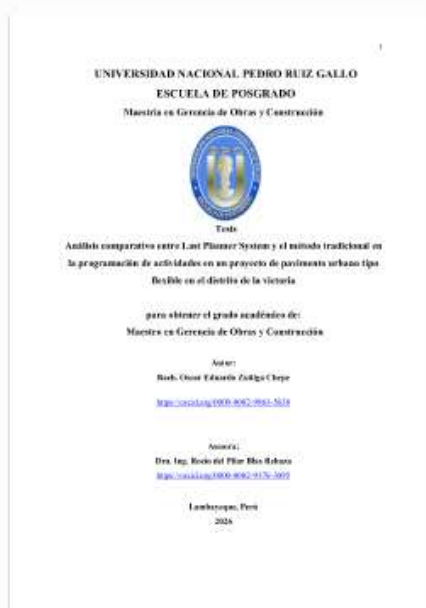 1
UNIVERSIDAD NACIONAL PEDRO RUIZ GALLO
ESCUELA DE POSGRADO
Maestría en Gerencia de Obras y Construcción
Tesis
Análisis comparativo entre Last Planner System y el método tradicional en
la programación de actividades en un proyecto de pavimento urbano tipo
flexible en el distrito de la victoria
para obtener el grado académico de:
Maestro en Gerencia de Obras y Construcción
Autor:
Bach. Oscar Eduardo Zuñiga Chepe
Asesora:
Dra. Ing. Rocio del Pilar Blas Rebaza
Lambayeque, Perú
2026